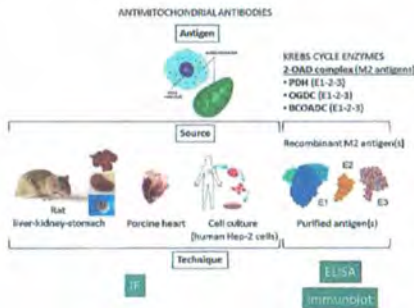 ANTIMITOCHONDRIAL ANTIBODIES
Antigen
KREBS CYCLE ENZYMES
2-OAD complex (M2 antigens)
• PDH (E1-2-3)
• OGDC (E1-2-3)
• BCOADC (E1-2-3)
Source
Recombinant M2 antigen(s)
E2
E1
E3
Rat
liver-kidney-stomach
Porcine heart
Cell culture
(human Hep-2 cells)
Purified antigen(s)
Technique
IF
ELISA
Immunoblot